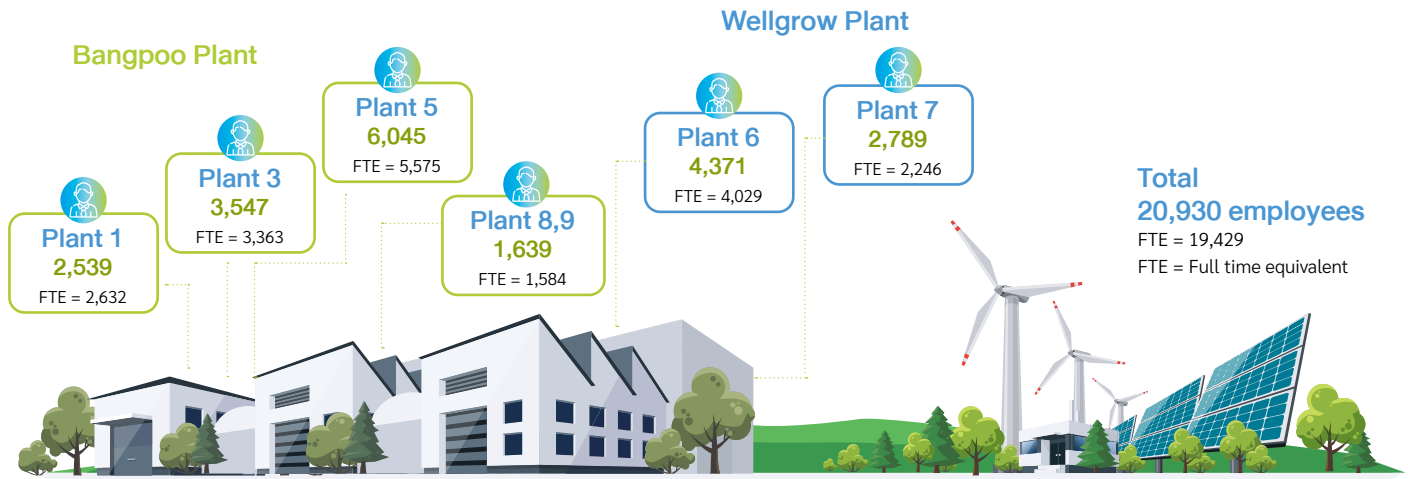 Bangpoo Plant
Plant 1
2,539
FTE = 2,632
Plant 3
3,547
FTE = 3,363
Plant 5
6,045
FTE = 5,575
Plant 8,9
1,639
FTE = 1,584
Wellgrow Plant
Plant 6
4,371
FTE = 4,029
Plant 7
2,789
FTE = 2,246
Total
20,930 employees
FTE = 19,429
FTE = Full time equivalent